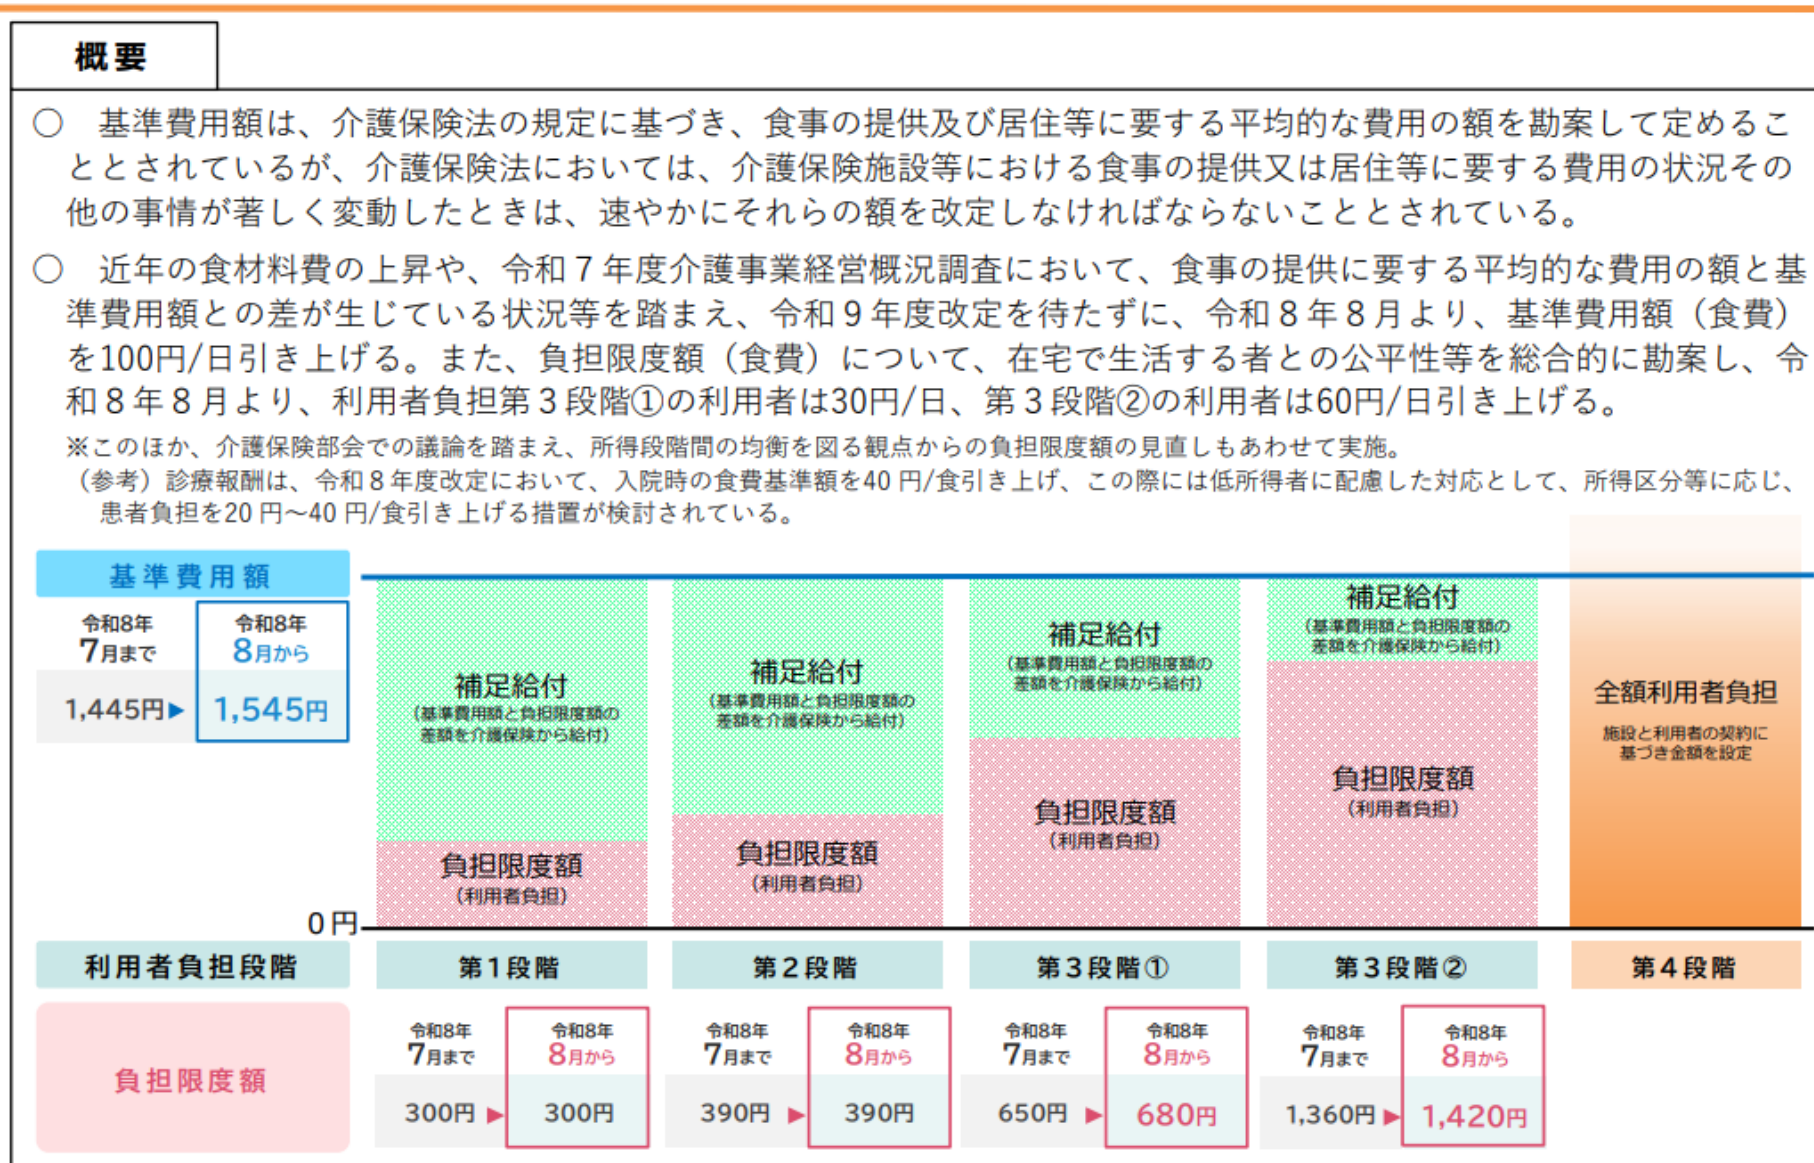 概要
○　基準費用額は、介護保険法の規定に基づき、食事の提供及び居住等に要する平均的な費用の額を勘案して定めるこ
ととされているが、介護保険法においては、介護保険施設等における食事の提供又は居住等に要する費用の状況その
他の事情が著しく変動したときは、速やかにそれらの額を改定しなければならないこととされている。
○　近年の食材料費の上昇や、令和７年度介護事業経営概況調査において、食事の提供に要する平均的な費用の額と基
準費用額との差が生じている状況等を踏まえ、令和９年度改定を待たずに、令和８年８月より、基準費用額（食費）
を100円/日引き上げる。また、負担限度額（食費）について、在宅で生活する者との公平性等を総合的に勘案し、令
和８年８月より、利用者負担第３段階①の利用者は30円/日、第３段階②の利用者は60円/日引き上げる。
※このほか、介護保険部会での議論を踏まえ、所得段階間の均衡を図る観点からの負担限度額の見直しもあわせて実施。
（参考）診療報酬は、令和８年度改定において、入院時の食費基準額を40 円/食引き上げ、この際には低所得者に配慮した対応として、所得区分等に応じ、
患者負担を20 円～40 円/食引き上げる措置が検討されている。
基準費用額
令和8年
7月まで
令和8年
8月から
1,445円▶
1,545円
補足給付
（基準費用額と負担限度額の
差額を介護保険から給付）
負担限度額
（利用者負担）
補足給付
（基準費用額と負担限度額の
差額を介護保険から給付）
負担限度額
（利用者負担）
補足給付
（基準費用額と負担限度額の
差額を介護保険から給付）
負担限度額
（利用者負担）
補足給付
（基準費用額と負担限度額の
差額を介護保険から給付）
負担限度額
（利用者負担）
全額利用者負担
施設と利用者の契約に
基づき金額を設定
０円
利用者負担段階
第１段階
第２段階
第３段階①
第３段階②
第４段階
負担限度額
令和8年
7月まで
令和8年
8月から
300円 ▶ 300円
令和8年
7月まで
令和8年
8月から
390円 ▶ 390円
令和8年
7月まで
令和8年
8月から
650円 ▶ 680円
令和8年
7月まで
令和8年
8月から
1,360円 ▶ 1,420円